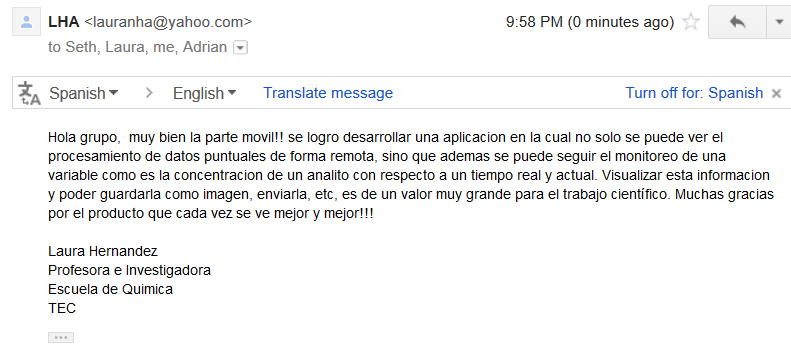 LHA <lauranha@yahoo.com> 9:58 PM (0 minutes ago)
to Seth, Laura, me, Adrian
Spanish > English Translate message Turn off for: Spanish ×
Hola grupo, muy bien la parte movil!! se logro desarrollar una aplicacion en la cual no solo se puede ver el
procesamiento de datos puntuales de forma remota, sino que ademas se puede seguir el monitoreo de una
variable como es la concentracion de un analito con respecto a un tiempo real y actual. Visualizar esta informacion
y poder guardarla como imagen, enviarla, etc, es de un valor muy grande para el trabajo científico. Muchas gracias
por el producto que cada vez se ve mejor y mejor!!!
Laura Hernandez
Profesora e Investigadora
Escuela de Quimica
TEC